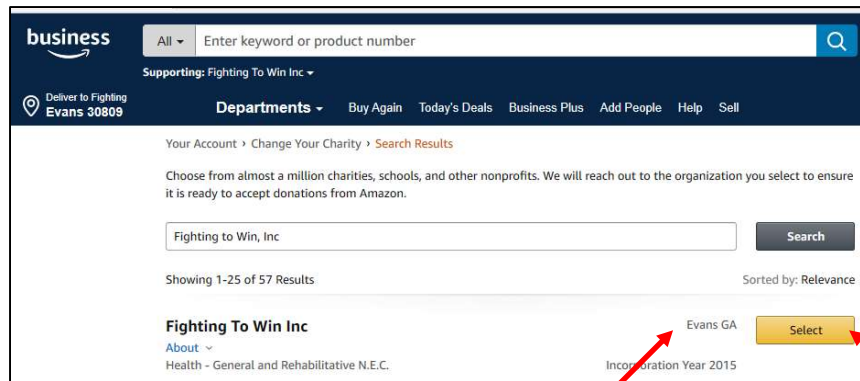 business
All Enter keyword or product number
Supporting: Fighting To Win Inc
Deliver to Fighting
Evans 30809
Departments Buy Again Today's Deals Business Plus Add People Help Sell
Your Account › Change Your Charity › Search Results
Choose from almost a million charities, schools, and other nonprofits. We will reach out to the organization you select to ensure
it is ready to accept donations from Amazon.
Fighting to Win, Inc Search
Showing 1-25 of 57 Results Sorted by: Relevance
Fighting To Win Inc Evans GA Select
About
Health - General and Rehabilitative N.E.C. Incorporation Year 2015